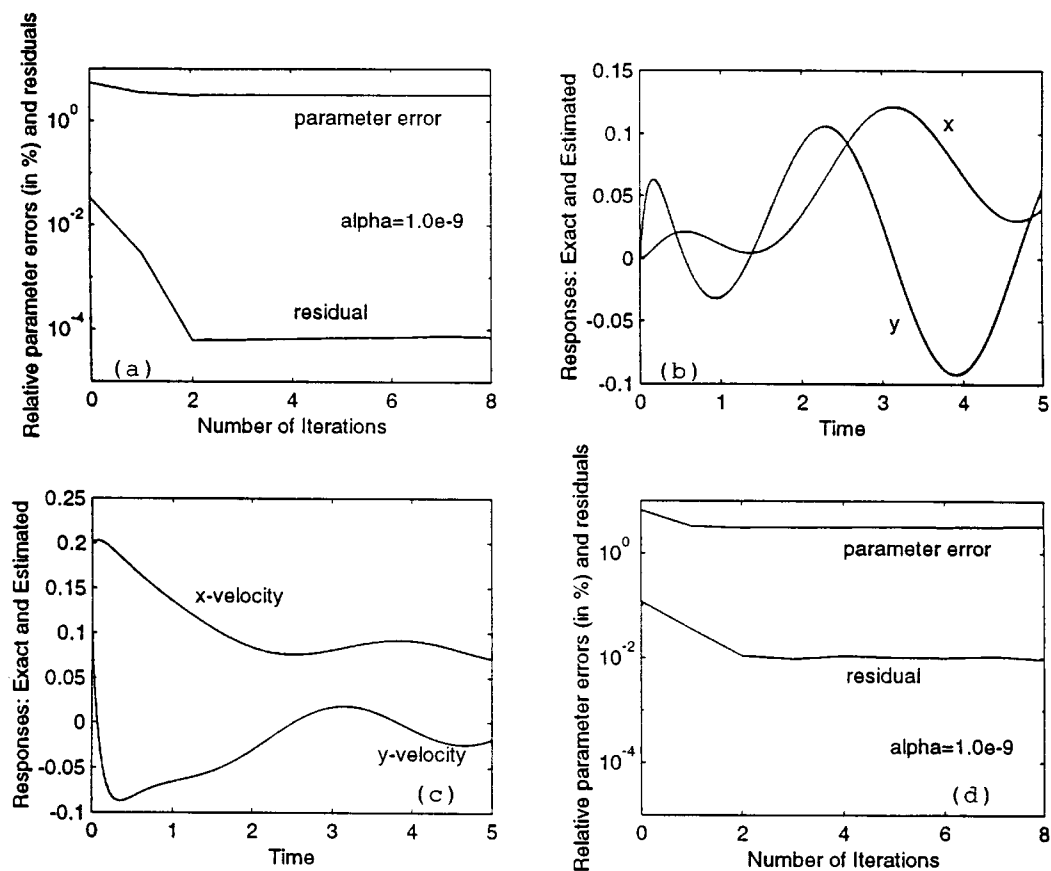 Relative parameter errors (in %) and residuals
10^0
10^-2
10^-4
parameter error
alpha=1.0e-9
residual
(a)
0 2 4 6 8
Number of Iterations
Responses: Exact and Estimated
0.15
0.1
0.05
0
-0.05
-0.1
x
y
(b)
0 1 2 3 4 5
Time
Responses: Exact and Estimated
0.25
0.2
0.15
0.1
0.05
0
-0.05
-0.1
x-velocity
y-velocity
(c)
0 1 2 3 4 5
Time
Relative parameter errors (in %) and residuals
10^0
10^-2
10^-4
parameter error
residual
alpha=1.0e-9
(d)
0 2 4 6 8
Number of Iterations